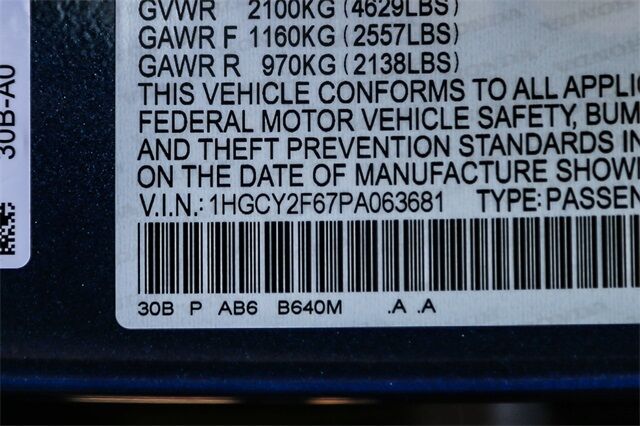 GVWR 2100KG (4629LBS)
GAWR F 1160KG (2557LBS)
GAWR R 970KG (2138LBS)
THIS VEHICLE CONFORMS TO ALL APPLIC
FEDERAL MOTOR VEHICLE SAFETY, BUM
AND THEFT PREVENTION STANDARDS IN
ON THE DATE OF MANUFACTURE SHOW
V.I.N.: 1HGCY2F67PA063681 TYPE: PASSEN
30B P AB6 B640M .A .A
30B-A0